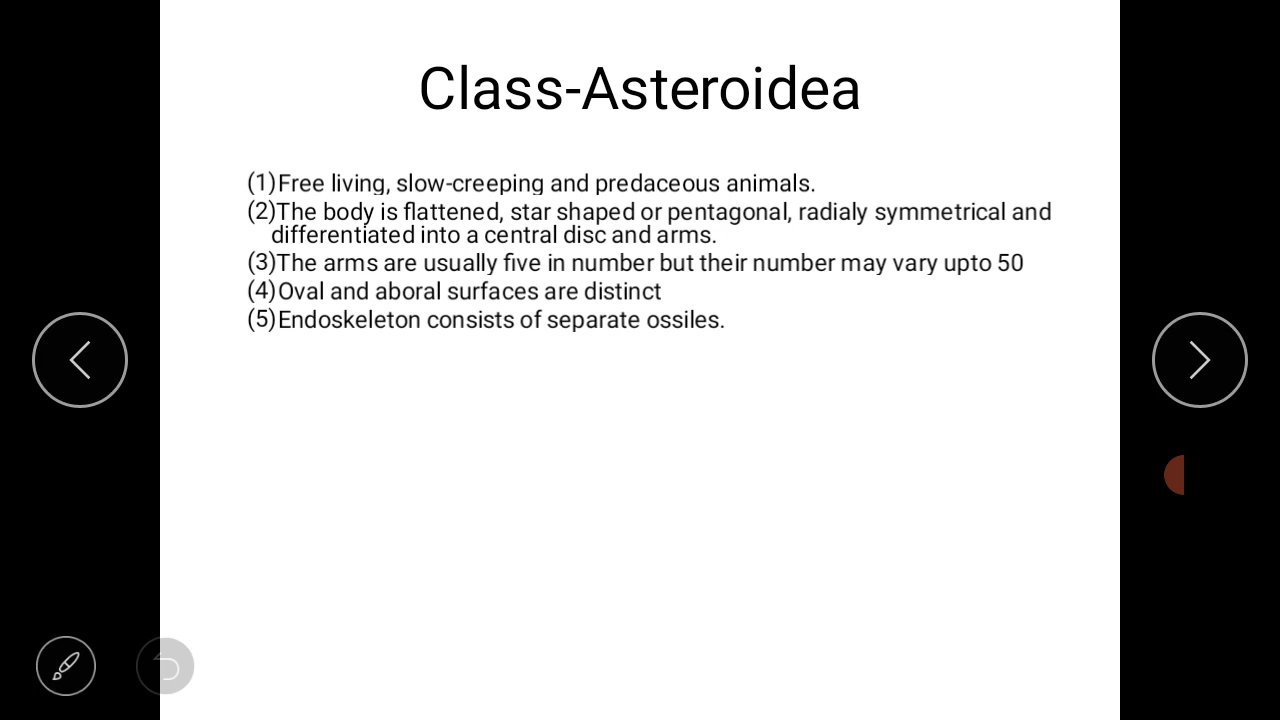 Class-Asteroidea
(1)Free living, slow-creeping and predaceous animals.
(2)The body is flattened, star shaped or pentagonal, radialy symmetrical and
differentiated into a central disc and arms.
(3)The arms are usually five in number but their number may vary upto 50
(4)Oval and aboral surfaces are distinct
(5)Endoskeleton consists of separate ossiles.